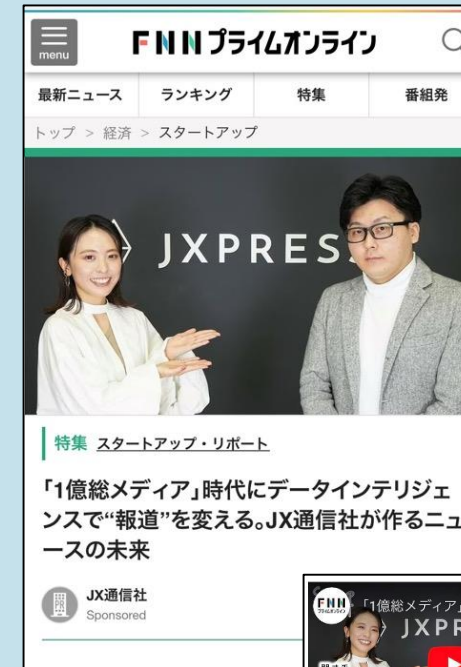 menu
FNNプライムオンライン
最新ニュース ランキング 特集 番組発
トップ > 経済 > スタートアップ
JXPRES
特集 スタートアップ・リポート
「1億総メディア」時代にデータインテリジェ
ンスで“報道”を変える。JX通信社が作るニュ
ースの未来
JX通信社
Sponsored
FNN
「1億総メディア」
JXPR